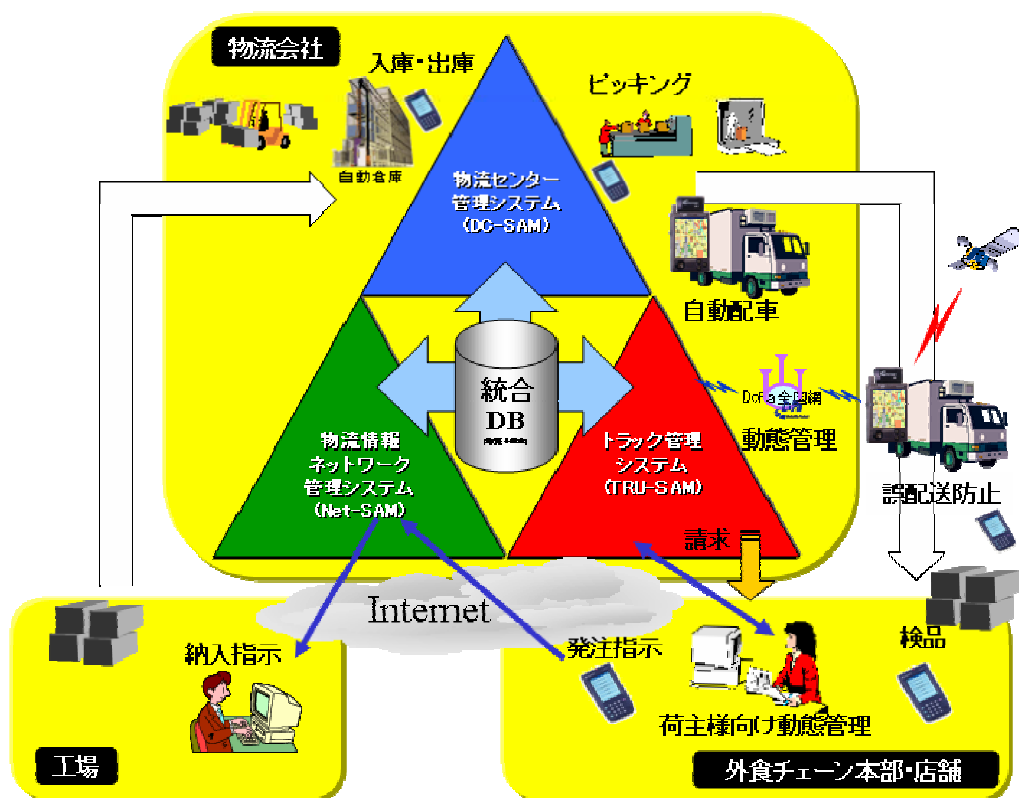 物流会社
入庫・出庫
ピッキング
自動倉庫
物流センター
管理システム
(DC-SAM)
自動配車
統合
DB
物流情報
ネットワーク
管理システム
(Net-SAM)
トラック管理
システム
(TRU-SAM)
動態管理
誤配送防止
請求
Internet
納入指示
発注指示
検品
荷主様向け動態管理
工場
外食チェーン本部・店舗